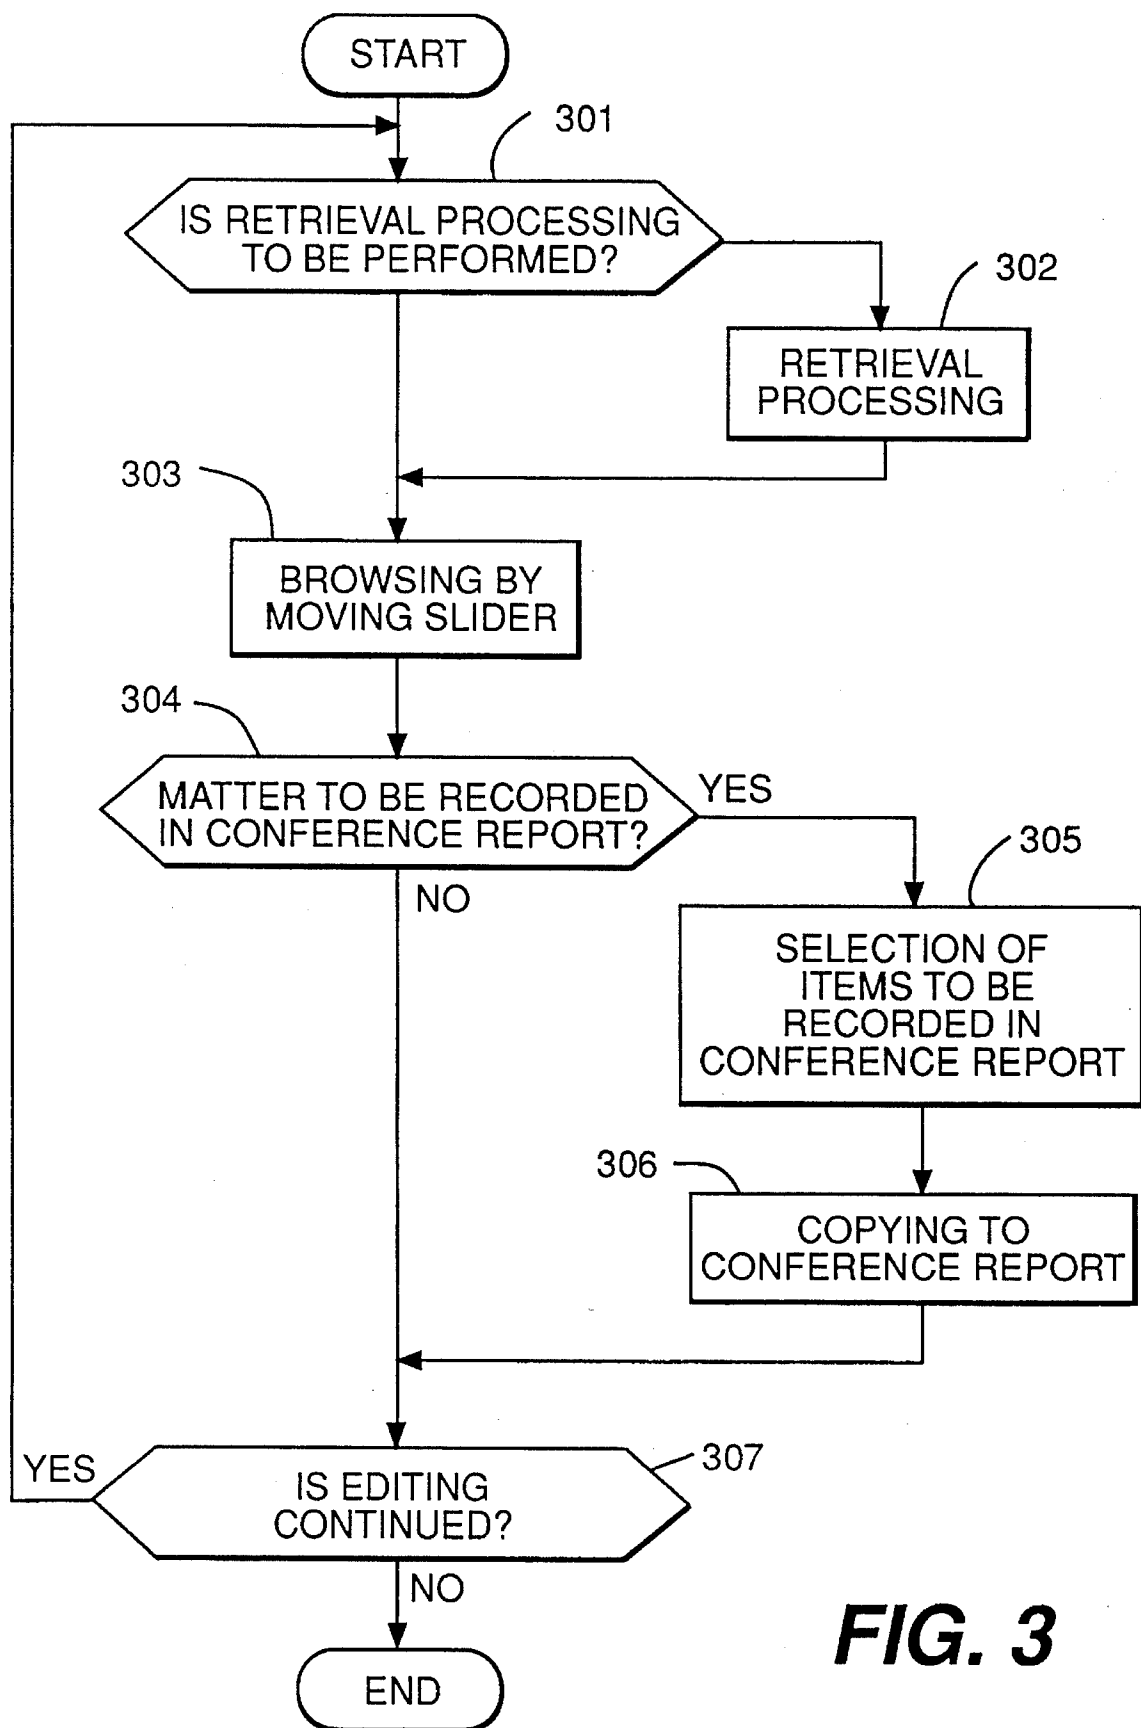 START
301
IS RETRIEVAL PROCESSING
TO BE PERFORMED?
302
RETRIEVAL
PROCESSING
303
BROWSING BY
MOVING SLIDER
304
MATTER TO BE RECORDED
IN CONFERENCE REPORT?
YES
NO
305
SELECTION OF
ITEMS TO BE
RECORDED IN
CONFERENCE REPORT
306
COPYING TO
CONFERENCE REPORT
YES
307
IS EDITING
CONTINUED?
NO
END
FIG. 3